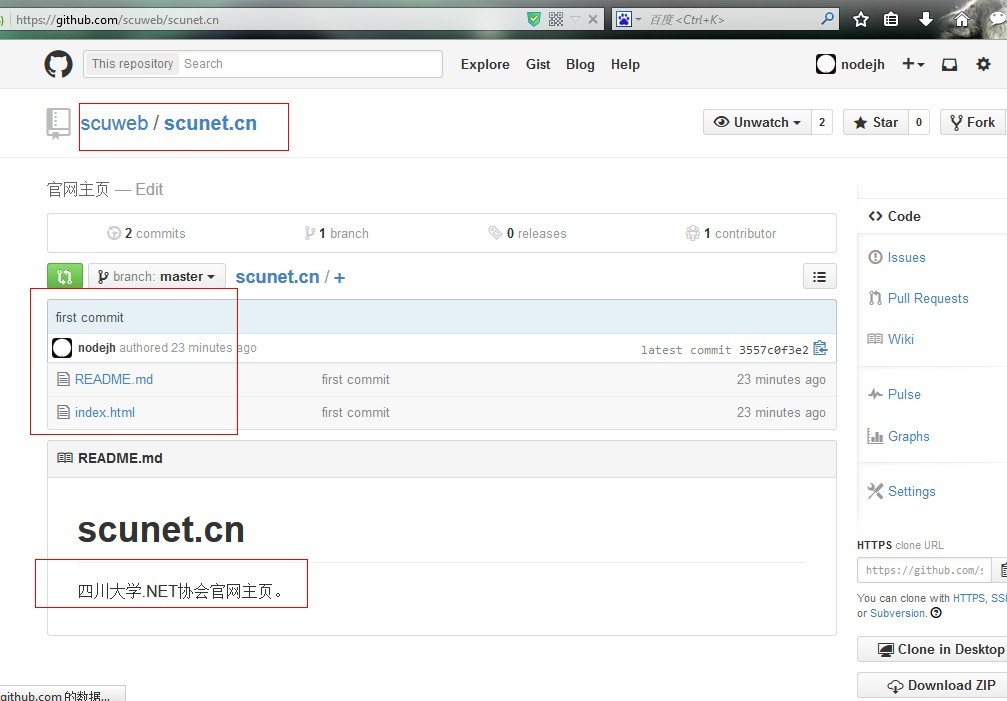 https://github.com/scuweb/scunet.cn
百度 <Ctrl+K>
This repository Search
Explore Gist Blog Help
nodejh
scuweb / scunet.cn
Unwatch 2 Star 0 Fork
官网主页 — Edit
2 commits 1 branch 0 releases 1 contributor
branch: master scunet.cn / +
first commit
nodejh authored 23 minutes ago latest commit 3557c0f3e2
README.md first commit 23 minutes ago
index.html first commit 23 minutes ago
README.md
scunet.cn
四川大学.NET协会官网主页。
Code
Issues
Pull Requests
Wiki
Pulse
Graphs
Settings
HTTPS clone URL
https://github.com/s
You can clone with HTTPS, SSH
or Subversion.
Clone in Desktop
Download ZIP
github.com 的数据...